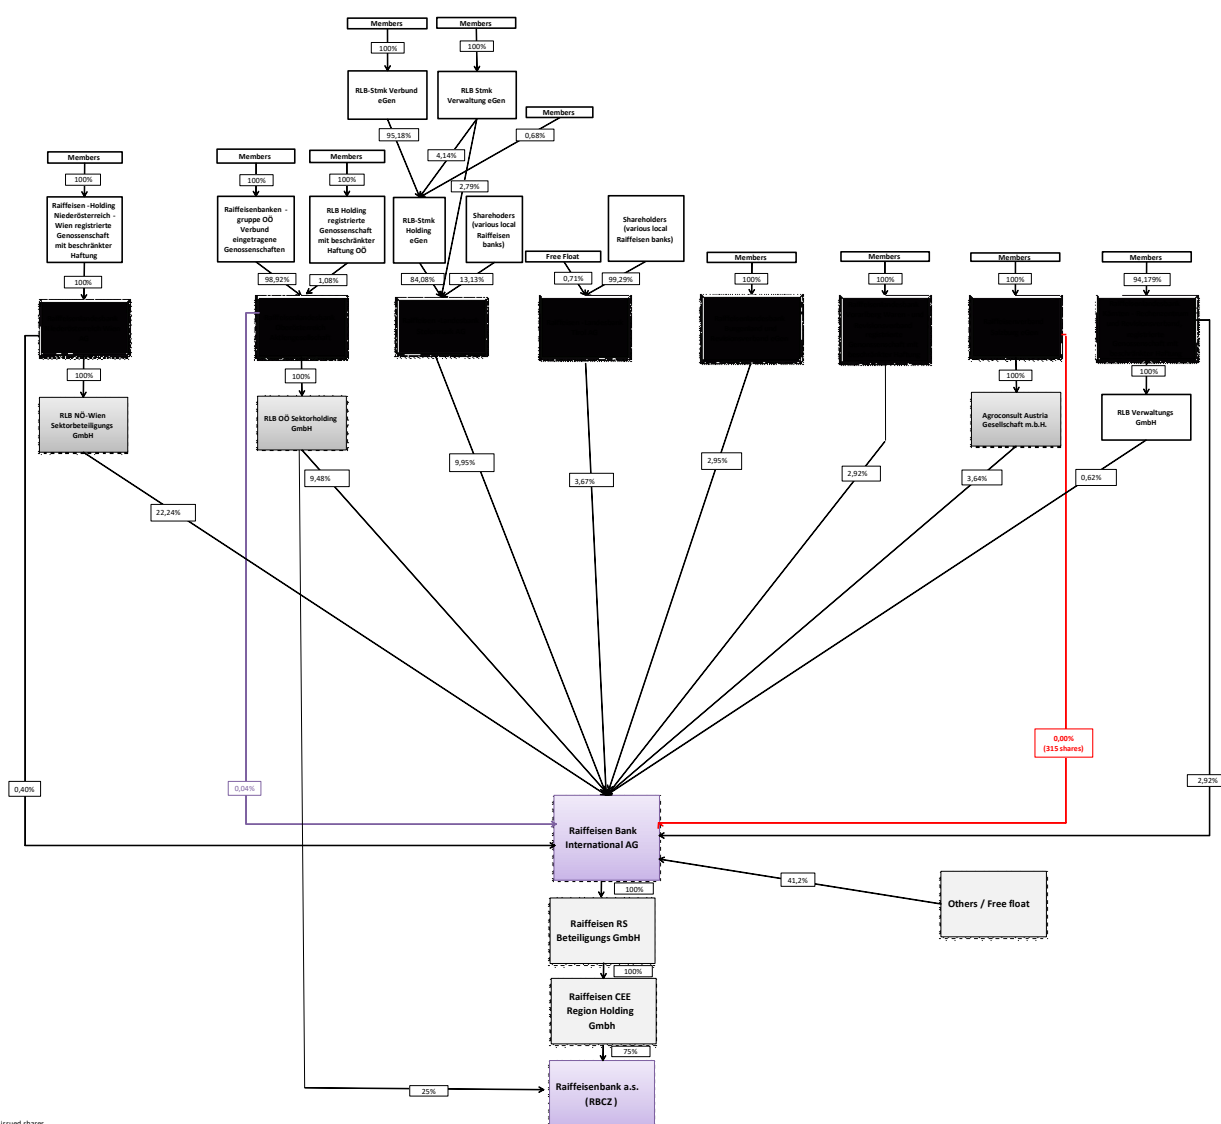 Members
Members
100%
100%
RLB-Stmk Verbund
eGen
RLB Stmk
Verwaltung eGen
Members
95,18%
0,68%
4,14%
2,79%
Members
Members
Members
100%
100%
100%
Raiffeisen -Holding
Niederösterreich -
Wien registrierte
Genossenschaft
mit beschränkter
Haftung
Raiffeisenbanken -
gruppe OÖ
Verbund
eingetragene
Genossenschaften
RLB Holding
registrierte
Genossenschaft
mit beschränkter
Haftung OÖ
RLB-Stmk
Holding
eGen
Sharehoders
(various local
Raiffeisen
banks)
Shareholders
(various local
Raiffeisen banks)
Free Float
Members
Members
Members
Members
100%
98,92%
1,08%
84,08%
13,13%
0,71%
99,29%
100%
100%
100%
94,179%
100%
100%
100%
100%
RLB NÖ-Wien
Sektorbeteiligungs
GmbH
RLB OÖ Sektorholding
GmbH
Agroconsult Austria
Gesellschaft m.b.H.
RLB Verwaltungs
GmbH
22,24%
9,48%
9,95%
3,67%
2,95%
2,92%
3,64%
0,62%
0,00%
(315 shares)
0,40%
0,04%
2,92%
Raiffeisen Bank
International AG
41,2%
Others / Free float
100%
Raiffeisen RS
Beteiligungs GmbH
100%
Raiffeisen CEE
Region Holding
Gmbh
75%
25%
Raiffeisenbank a.s.
(RBCZ )
issued shares